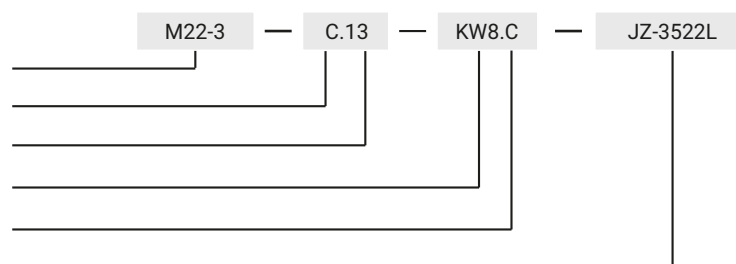 M22-3 — C.13 — KW8.C — JZ-3522L